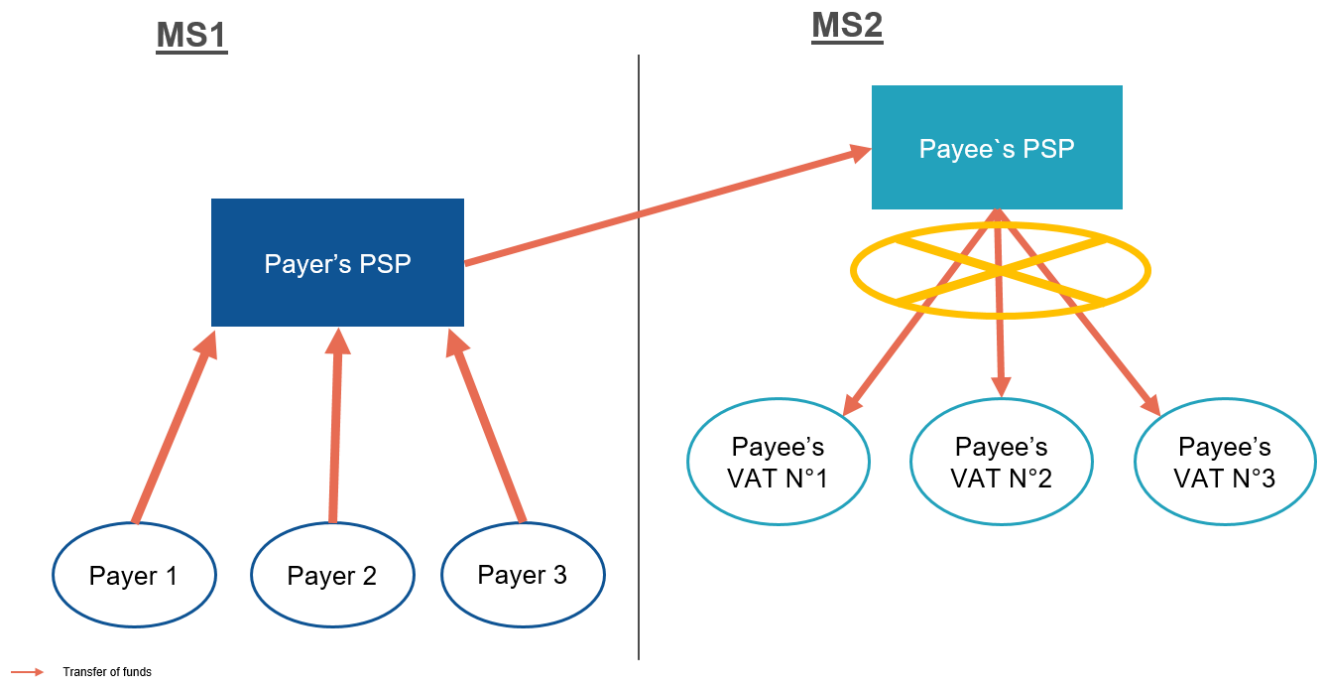 MS1
MS2
Payee`s PSP
Payer’s PSP
Payee’s
VAT N°1
Payee’s
VAT N°2
Payee’s
VAT N°3
Payer 1
Payer 2
Payer 3
Transfer of funds